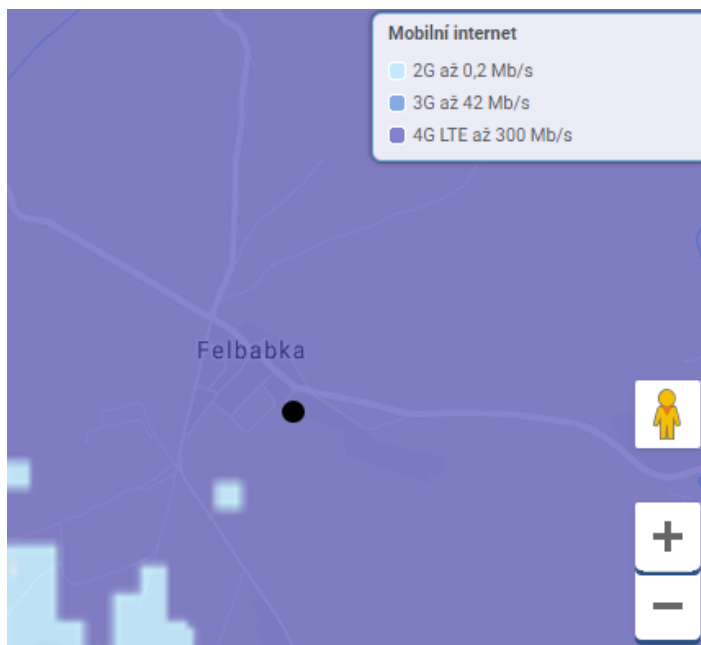 Mobilní internet
2G až 0,2 Mb/s
3G až 42 Mb/s
4G LTE až 300 Mb/s
Felbabka
+
−